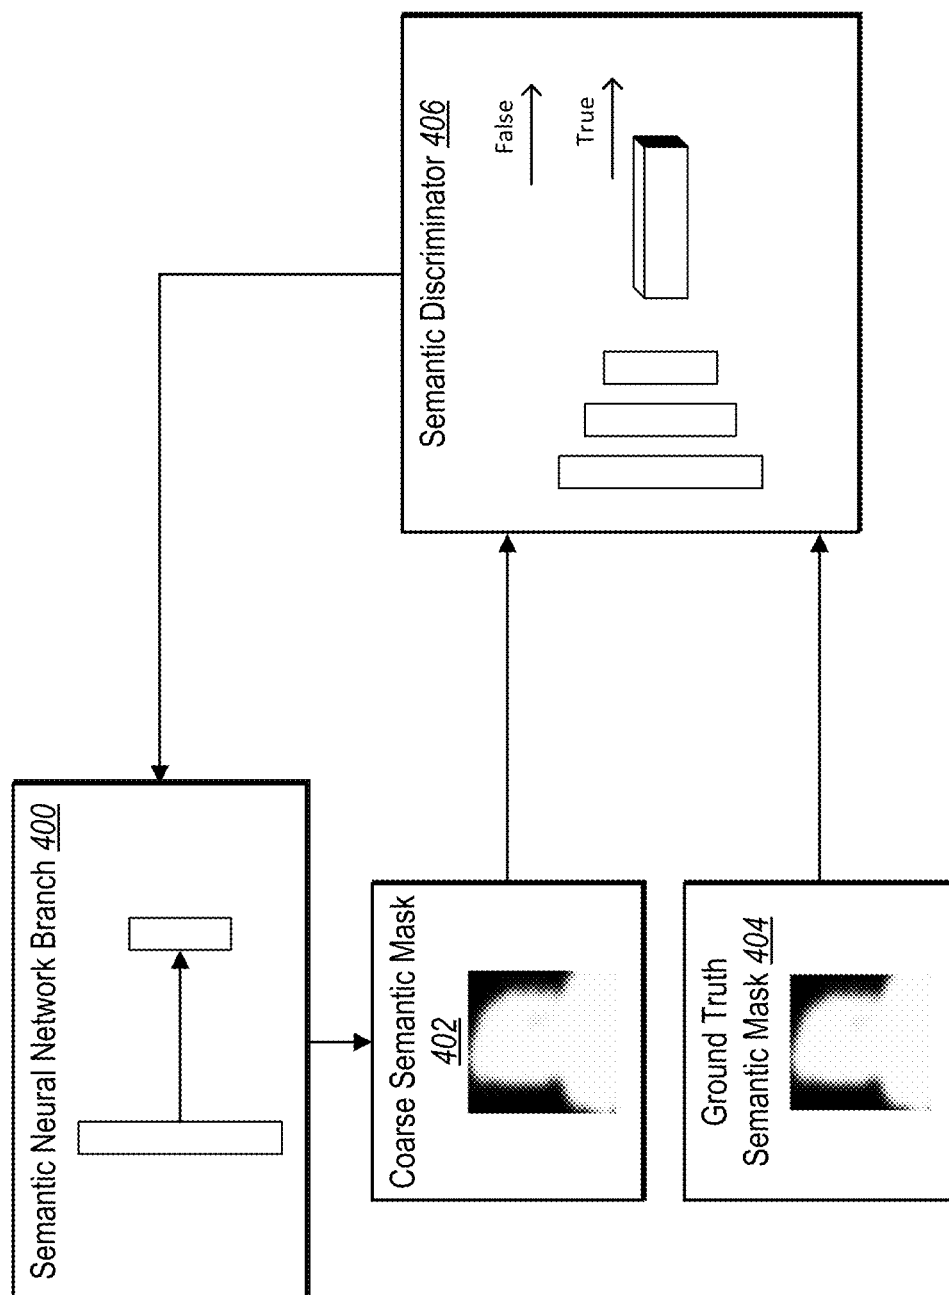 Semantic Neural Network Branch 400
Coarse Semantic Mask
402
Ground Truth
Semantic Mask 404
Semantic Discriminator 406
False
True